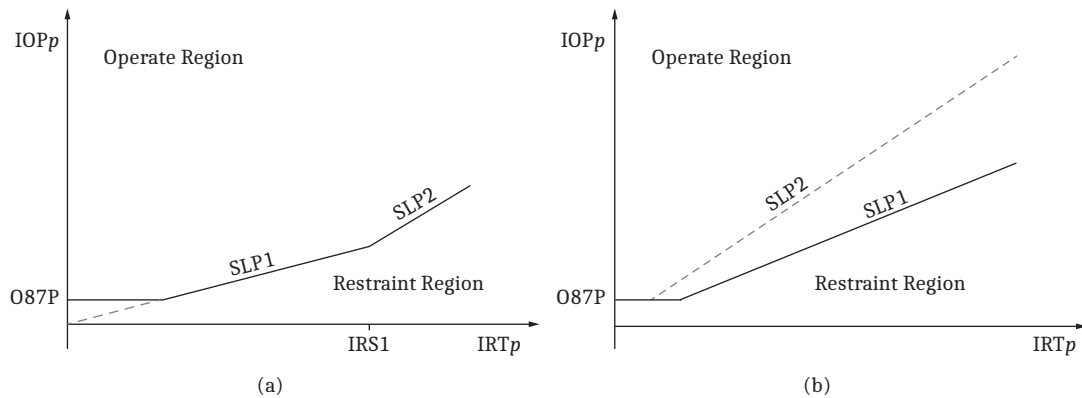 IOPp
Operate Region
SLP2
SLP1
Restraint Region
O87P
IRS1
IRTp
(a)
IOPp
Operate Region
SLP2
SLP1
Restraint Region
O87P
IRTp
(b)